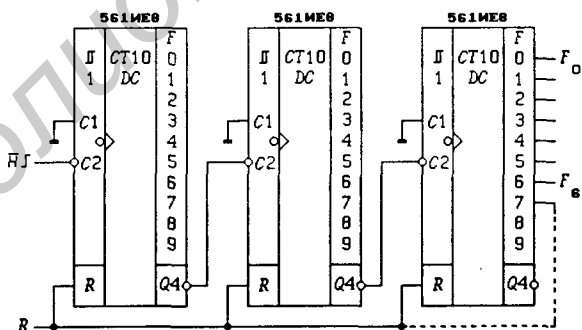 561ИЕ8 561ИЕ8 561ИЕ8
F F F
CT10 0 CT10 0 CT10 0 F0
1 DC 1 1 DC 1 1 DC 1
2 2 2
C1 3 C1 3 C1 3
4 4 4
C2 5 C2 5 C2 5
6 6 6 F6
7 7 7
8 8 8
9 9 9
R Q4 R Q4 R Q4
R